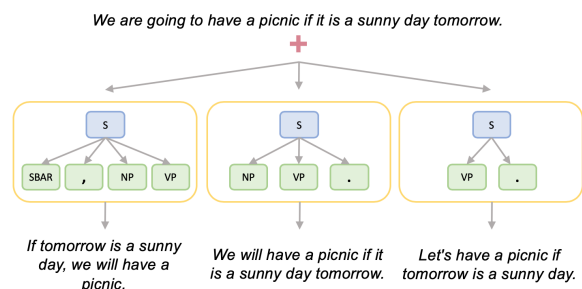 We are going to have a picnic if it is a sunny day tomorrow.
+
S
S
S
SBAR , NP VP
NP VP .
VP .
If tomorrow is a sunny
day, we will have a
picnic.
We will have a picnic if it
is a sunny day tomorrow.
Let's have a picnic if
tomorrow is a sunny day.